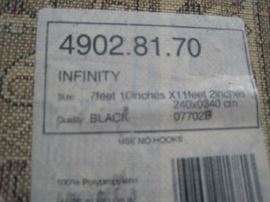 4902.81.70
INFINITY
Size 7feet 10inches X11feet 2inches
240x0340 cm
Quality BLACK 07702B
USE NO HOOKS
100% Polypropylene